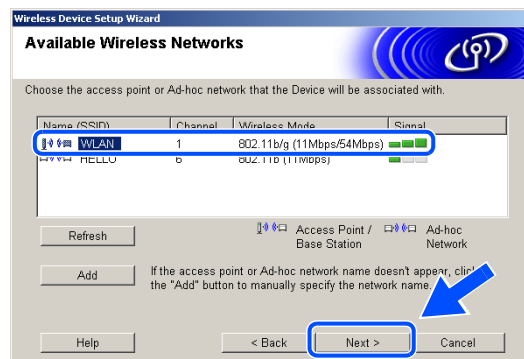 Wireless Device Setup Wizard
Available Wireless Networks
Choose the access point or Ad-hoc network that the Device will be associated with.
Name (SSID) Channel Wireless Mode Signal
WLAN 1 802.11b/g (11Mbps/54Mbps)
HELLO 6 802.11b (11Mbps)
Refresh
Access Point / Base Station
Ad-hoc Network
Add
If the access point or Ad-hoc network name doesn't appear,
the "Add" button to manually specify the network name.
Help < Back Next > Cancel